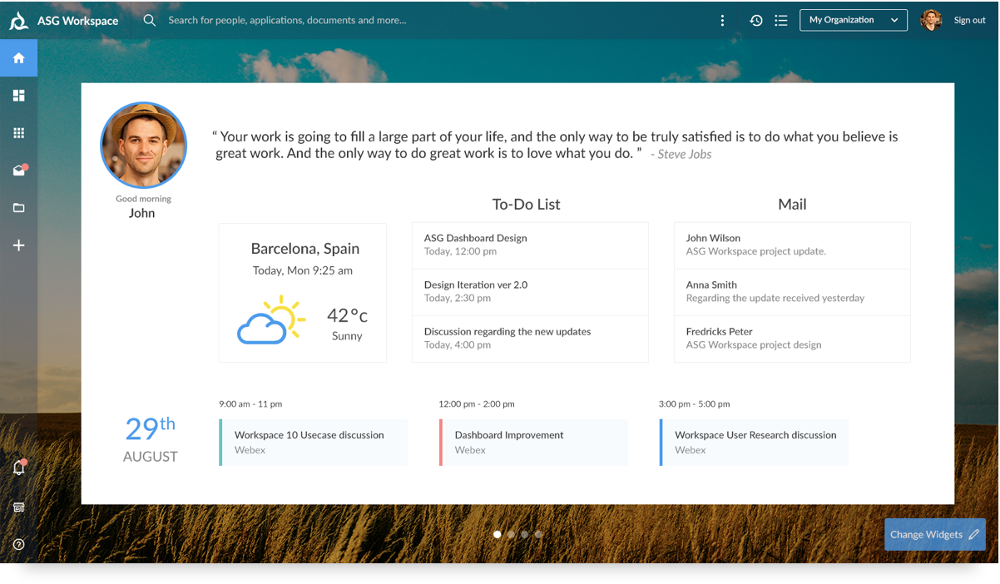 ASG Workspace
Search for people, applications, documents and more...
My Organization
Sign out
“ Your work is going to fill a large part of your life, and the only way to be truly satisfied is to do what you believe is
great work. And the only way to do great work is to love what you do. ” - Steve Jobs
Good morning
John
Barcelona, Spain
Today, Mon 9:25 am
42°c
Sunny
To-Do List
ASG Dashboard Design
Today, 12:00 pm
Design Iteration ver 2.0
Today, 2:30 pm
Discussion regarding the new updates
Today, 4:00 pm
Mail
John Wilson
ASG Workspace project update.
Anna Smith
Regarding the update received yesterday
Fredricks Peter
ASG Workspace project design
29th
AUGUST
9:00 am - 11 pm
Workspace 10 Usecase discussion
Webex
12:00 pm - 2:00 pm
Dashboard Improvement
Webex
3:00 pm - 5:00 pm
Workspace User Research discussion
Webex
Change Widgets